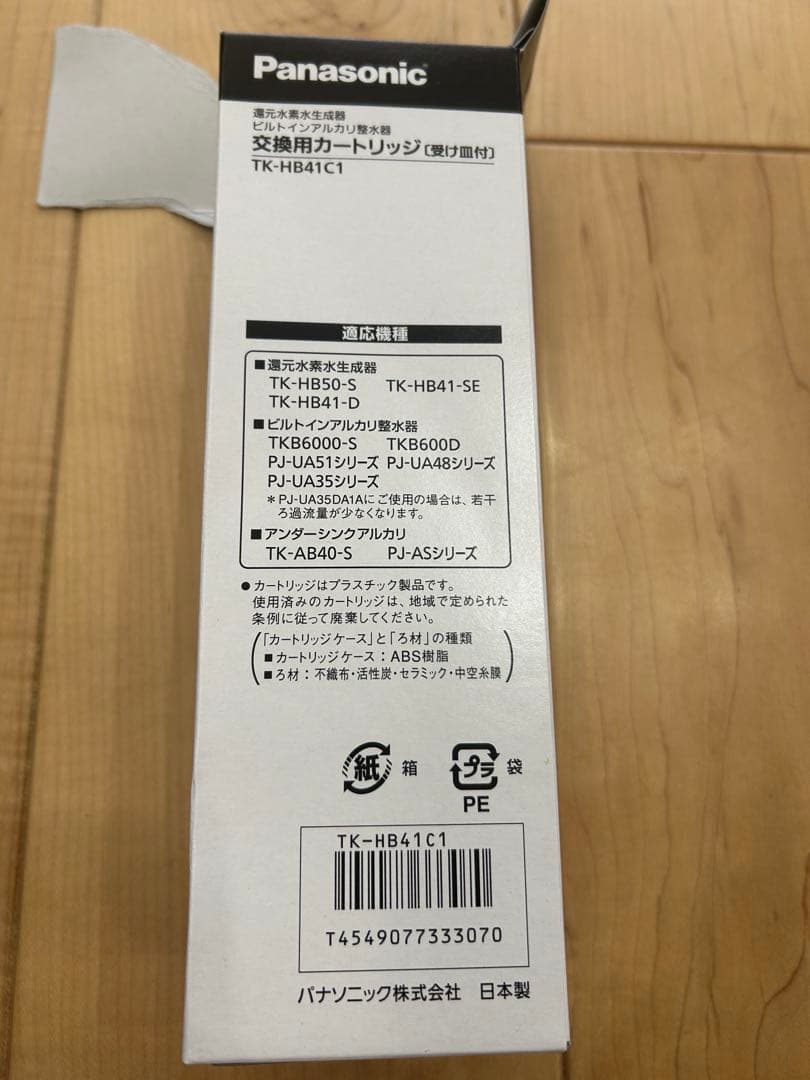 Panasonic
還元水素水生成器
ビルトインアルカリ整水器
交換用カートリッジ〔受け皿付〕
TK-HB41C1
適応機種
■還元水素水生成器
TK-HB50-S TK-HB41-SE
TK-HB41-D
■ビルトインアルカリ整水器
TKB6000-S TKB600D
PJ-UA51シリーズ PJ-UA48シリーズ
PJ-UA35シリーズ
＊PJ-UA35DA1Aにご使用の場合は、若干
ろ過流量が少なくなります。
■アンダーシンクアルカリ
TK-AB40-S PJ-ASシリーズ
●カートリッジはプラスチック製品です。
使用済みのカートリッジは、地域で定められた
条例に従って廃棄してください。
「カートリッジケース」と「ろ材」の種類
■カートリッジケース：ABS樹脂
■ろ材：不織布・活性炭・セラミック・中空糸膜
紙 箱 プラ 袋
PE
TK-HB41C1
T4549077333070
パナソニック株式会社 日本製